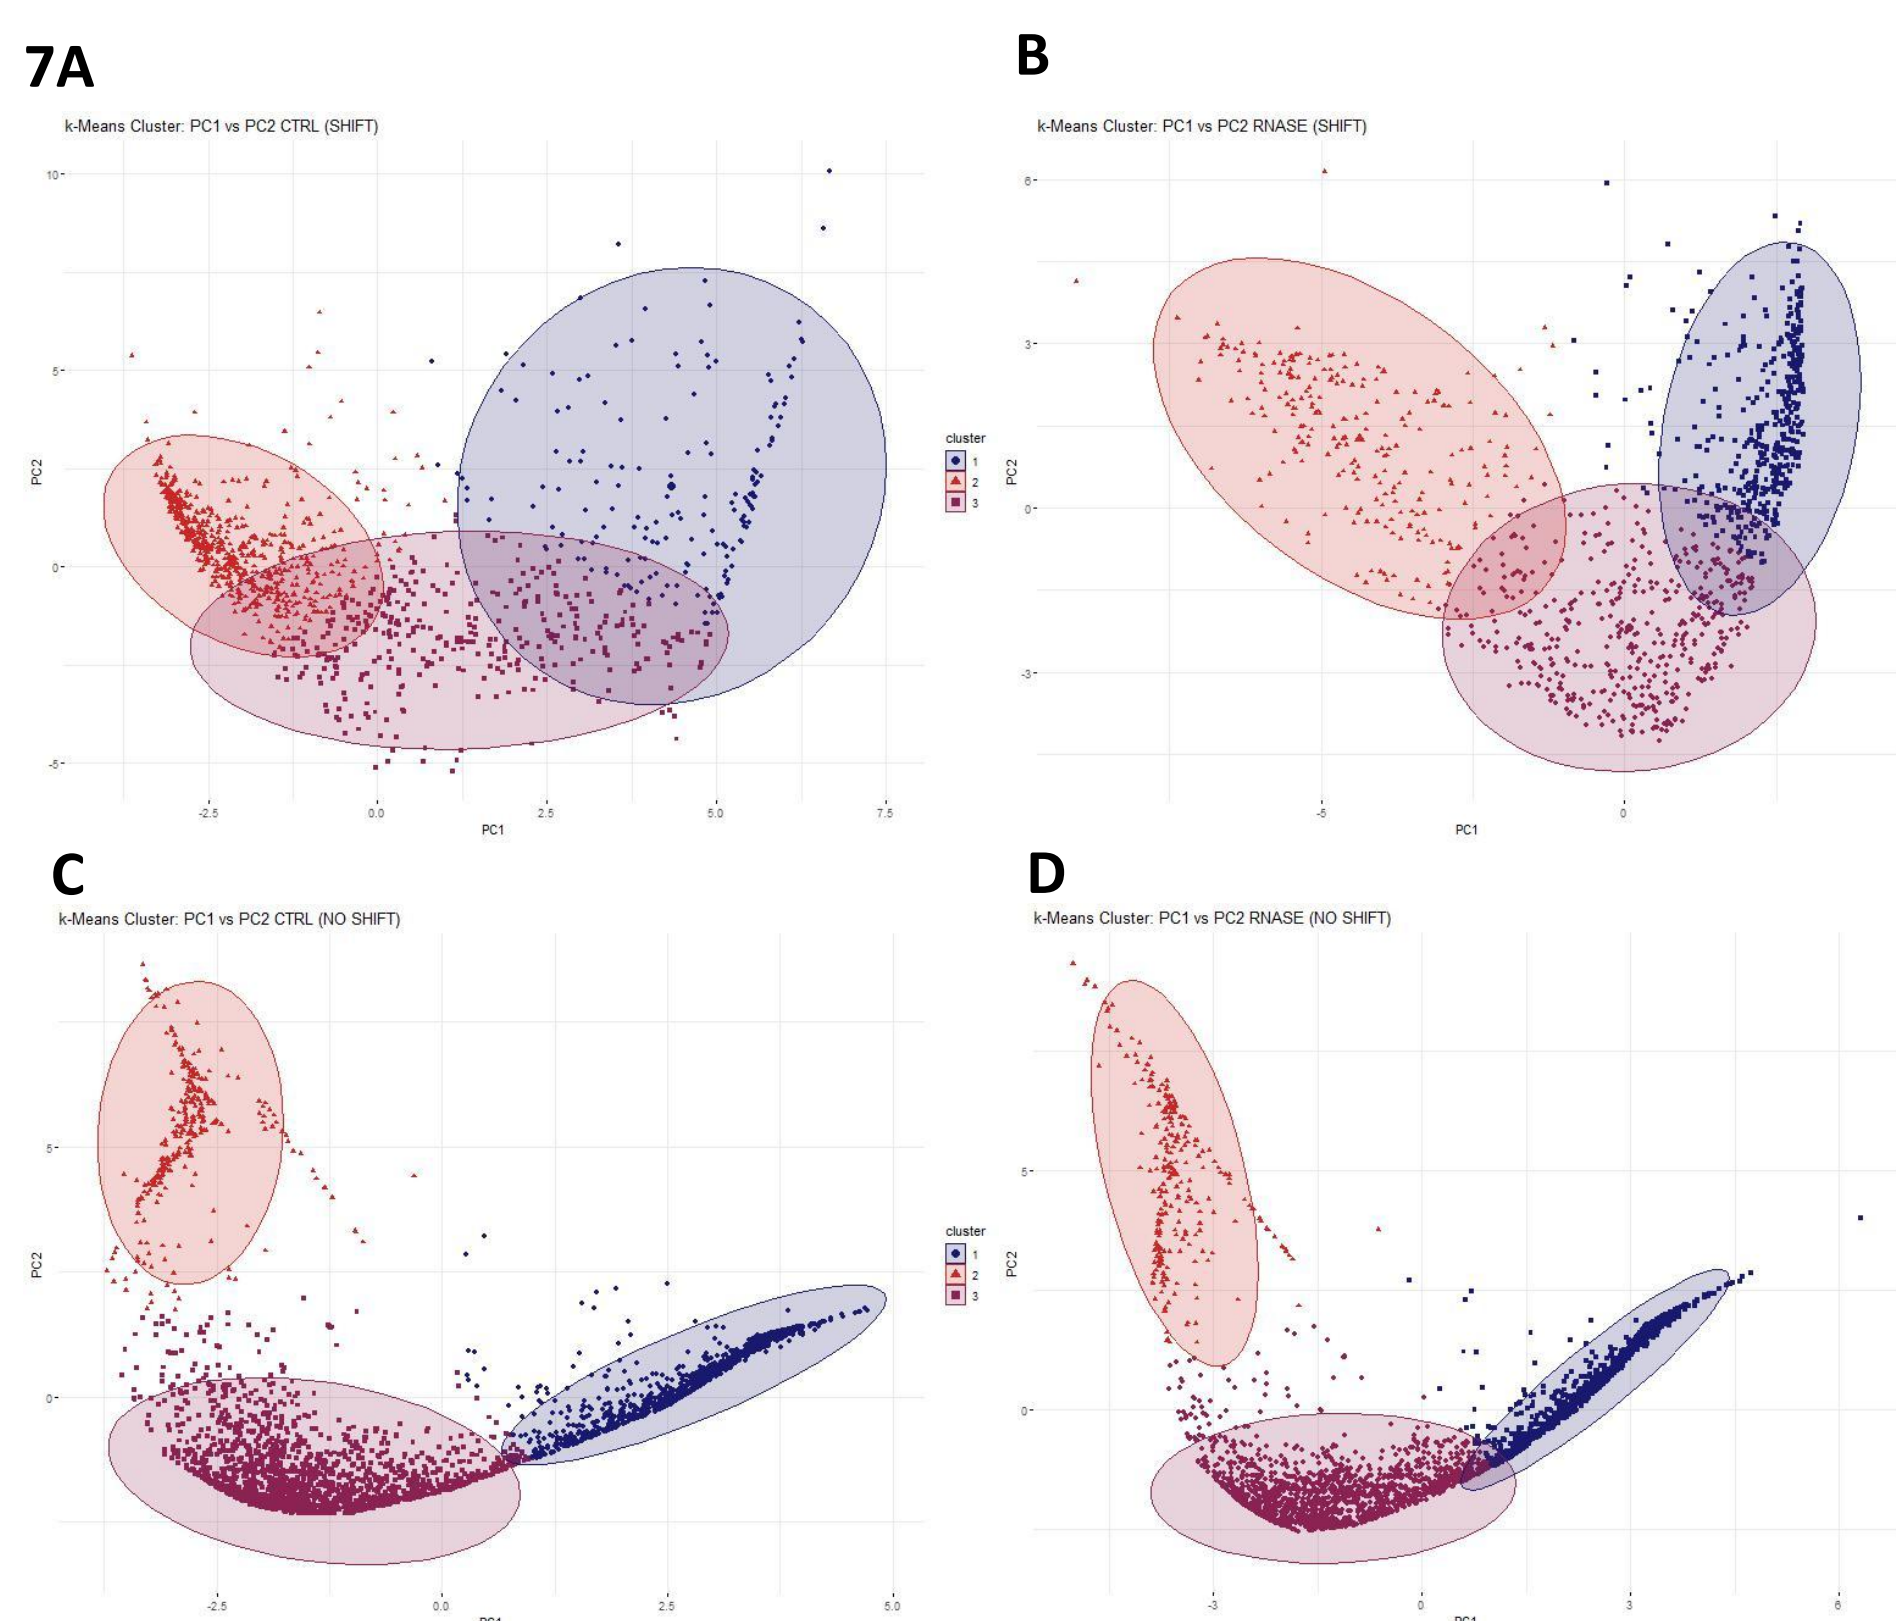 7A
k-Means Cluster: PC1 vs PC2 CTRL (SHIFT)
10
5
0
-5
PC2
-2.5
0.0
2.5
5.0
7.5
PC1
cluster
1
2
3
B
k-Means Cluster: PC1 vs PC2 RNASE (SHIFT)
6
3
0
-3
PC2
-5
0
PC1
C
k-Means Cluster: PC1 vs PC2 CTRL (NO SHIFT)
5
0
PC2
-2.5
0.0
2.5
5.0
PC1
cluster
1
2
3
D
k-Means Cluster: PC1 vs PC2 RNASE (NO SHIFT)
5
0
PC2
-3
0
3
6
PC1